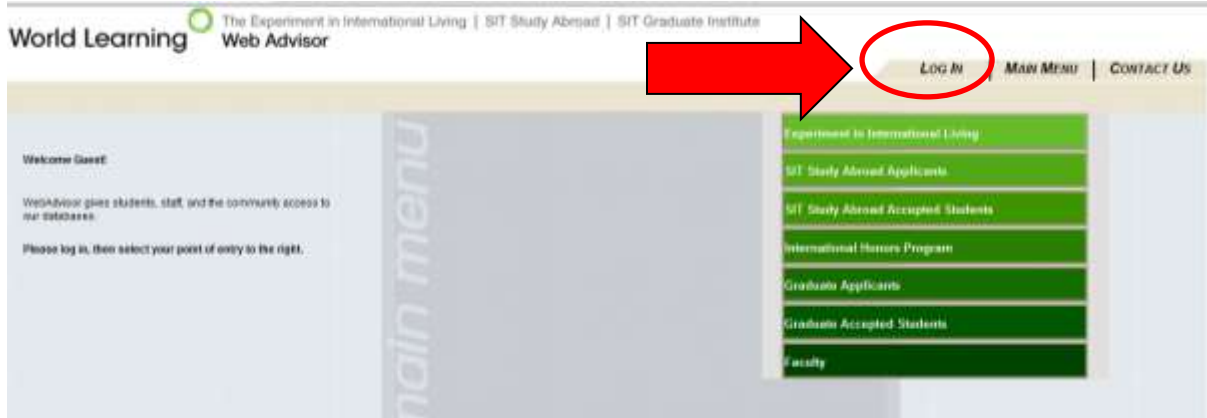 The Experiment in International Living | SIT Study Abroad | SIT Graduate Institute
World Learning
Web Advisor
LOG IN | MAIN MENU | CONTACT US
main menu
Welcome Guest!
WebAdvisor gives students, staff, and the community access to
our databases.
Please log in, then select your point of entry to the right.
Experiment in International Living
SIT Study Abroad Applicants
SIT Study Abroad Accepted Students
International Honors Program
Graduate Applicants
Graduate Accepted Students
Faculty